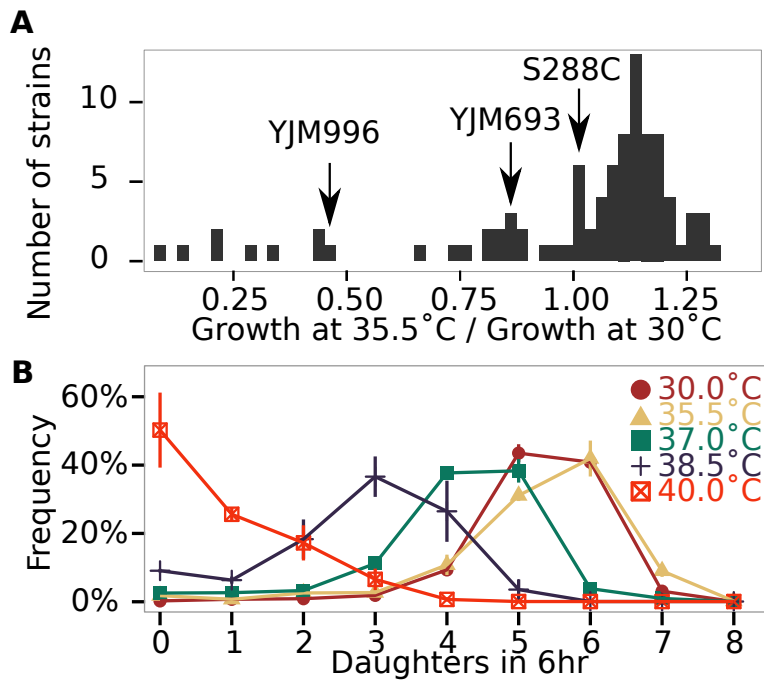 A
Number of strains
10
5
0
YJM996
YJM693
S288C
0.25 0.50 0.75 1.00 1.25
Growth at 35.5˚C / Growth at 30˚C
B
Frequency
60%
40%
20%
0%
30.0˚C
35.5˚C
37.0˚C
38.5˚C
40.0˚C
0 1 2 3 4 5 6 7 8
Daughters in 6hr